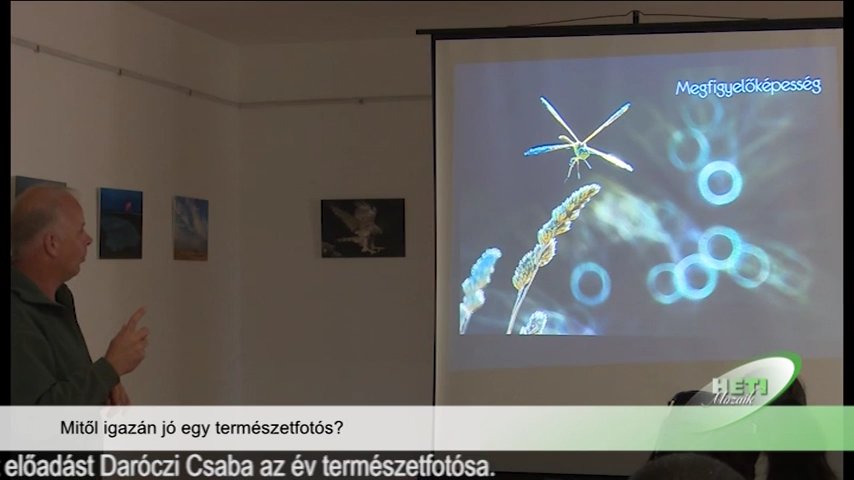 Megfigyelőképesség
HETI
Mozaik
Mitől igazán jó egy természetfotós?
előadást Daróczi Csaba az év természetfotósa.